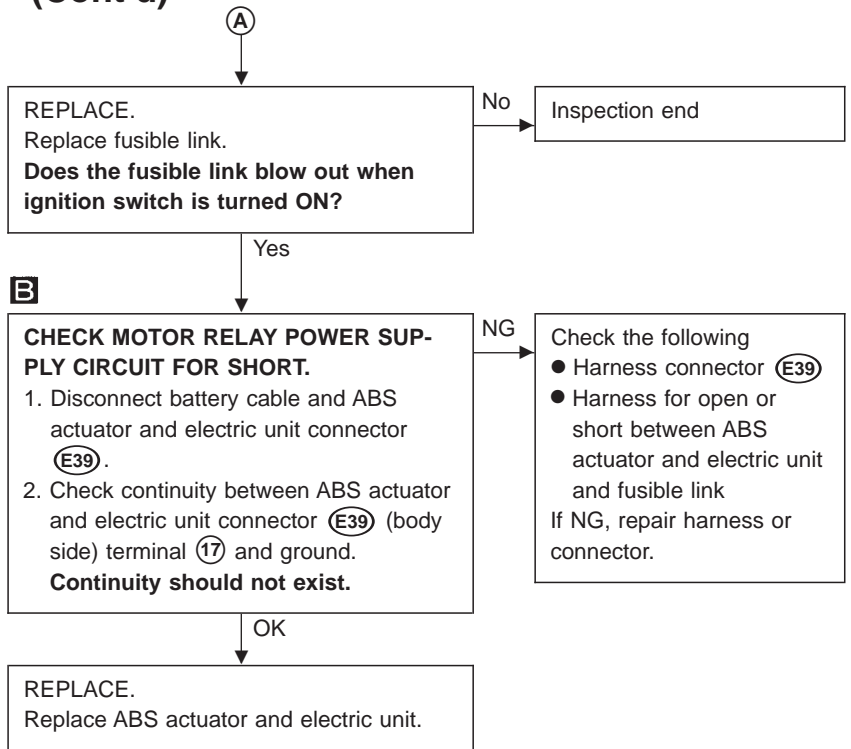 (Cont'd)
A
REPLACE.
Replace fusible link.
Does the fusible link blow out when
ignition switch is turned ON?
No
Inspection end
Yes
B
CHECK MOTOR RELAY POWER SUP-
PLY CIRCUIT FOR SHORT.
1. Disconnect battery cable and ABS
actuator and electric unit connector
E39.
2. Check continuity between ABS actuator
and electric unit connector E39 (body
side) terminal 17 and ground.
Continuity should not exist.
NG
Check the following
● Harness connector E39
● Harness for open or
short between ABS
actuator and electric unit
and fusible link
If NG, repair harness or
connector.
OK
REPLACE.
Replace ABS actuator and electric unit.